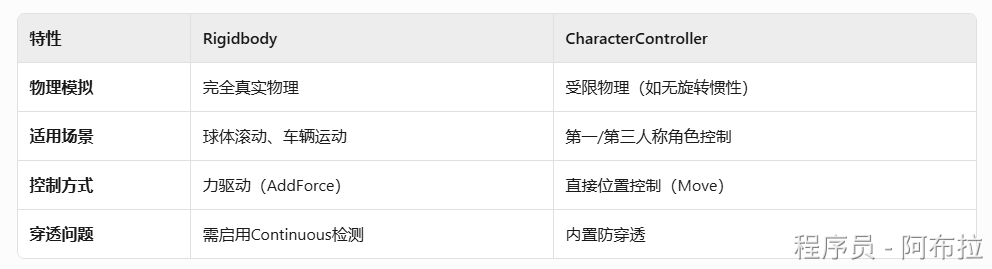 特性 Rigidbody CharacterController
物理模拟 完全真实物理 受限物理（如无旋转惯性）
适用场景 球体滚动、车辆运动 第一/第三人称角色控制
控制方式 力驱动（AddForce） 直接位置控制（Move）
穿透问题 需启用Continuous检测 内置防穿透
程序员 - 阿布拉